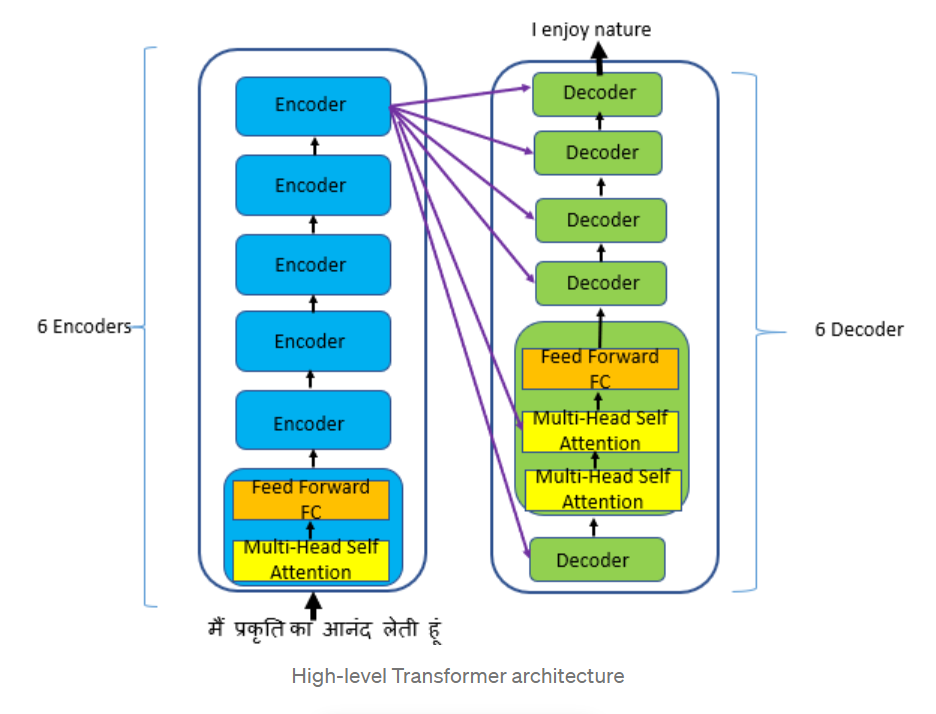 I enjoy nature
6 Encoders
Encoder
Encoder
Encoder
Encoder
Encoder
Feed Forward
FC
Multi-Head Self
Attention
मैं प्रकृति का आनंद लेती हूं
Decoder
Decoder
Decoder
Decoder
Feed Forward
FC
Multi-Head Self
Attention
Multi-Head Self
Attention
Decoder
6 Decoder
High-level Transformer architecture